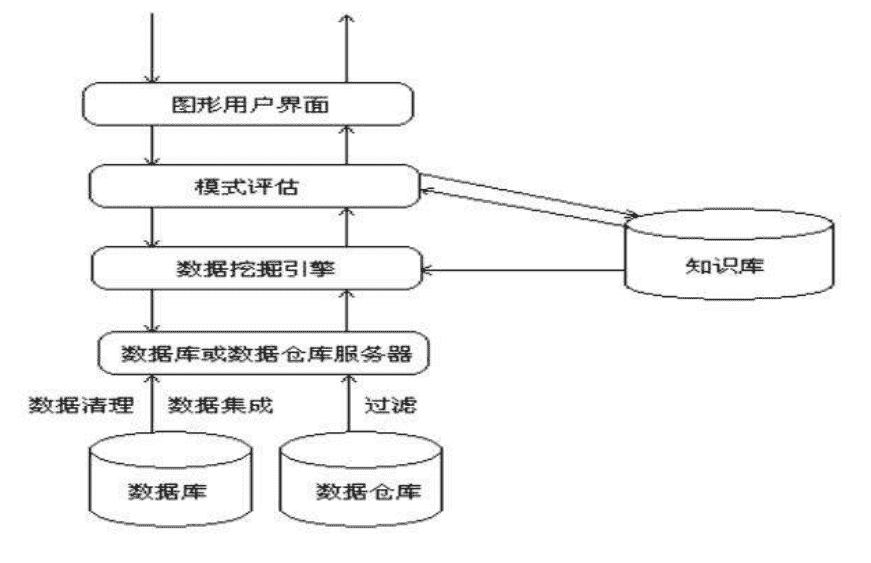 图形用户界面
模式评估
数据挖掘引擎
知识库
数据库或数据仓库服务器
数据清理 数据集成 过滤
数据库 数据仓库